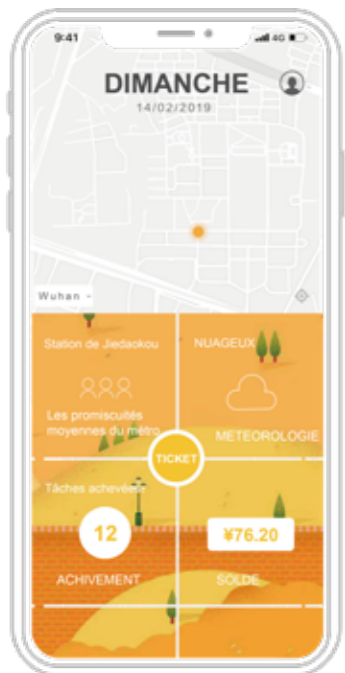 9:41
4G
DIMANCHE
14/02/2019
Wuhan -
Station de Jiedaokou
NUAGEUX
Les promiscuités
moyennes du métro
METEOROLOGIE
TICKET
Tâches achevées
12
¥76.20
ACHIVEMENT
SOLDE